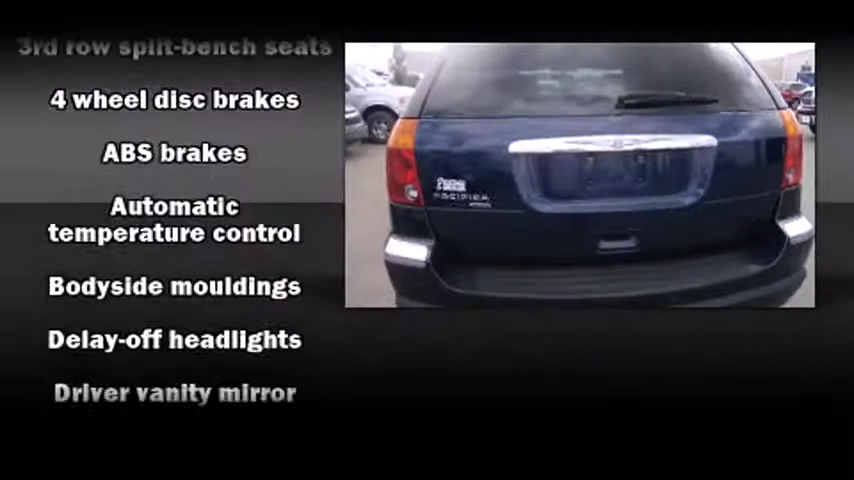 3rd row split-bench seats
4 wheel disc brakes
ABS brakes
Automatic
temperature control
Bodyside mouldings
Delay-off headlights
Driver vanity mirror
PACIFICA